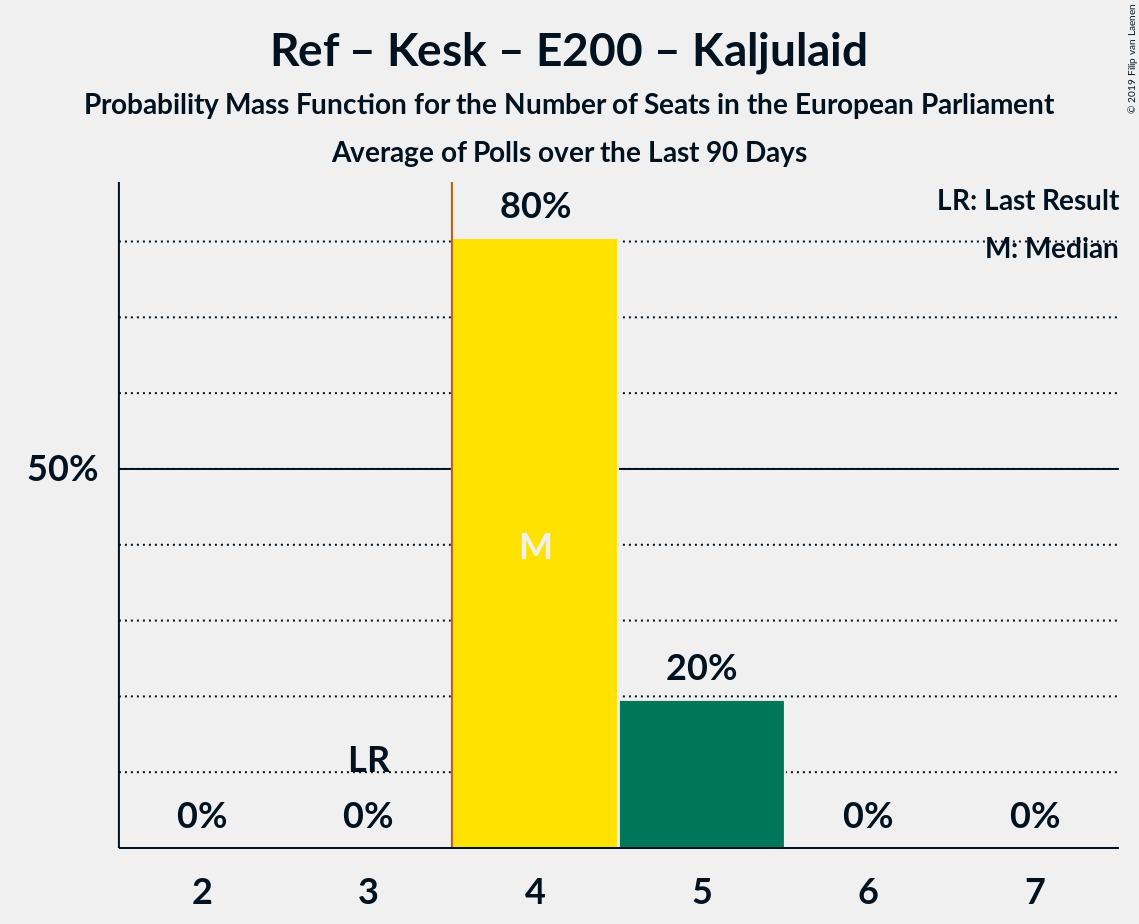 Ref – Kesk – E200 – Kaljulaid
Probability Mass Function for the Number of Seats in the European Parliament
Average of Polls over the Last 90 Days
© 2019 Filip van Laenen
LR: Last Result
M: Median
80%
50%
M
20%
LR
0% 0% 0% 0%
2 3 4 5 6 7